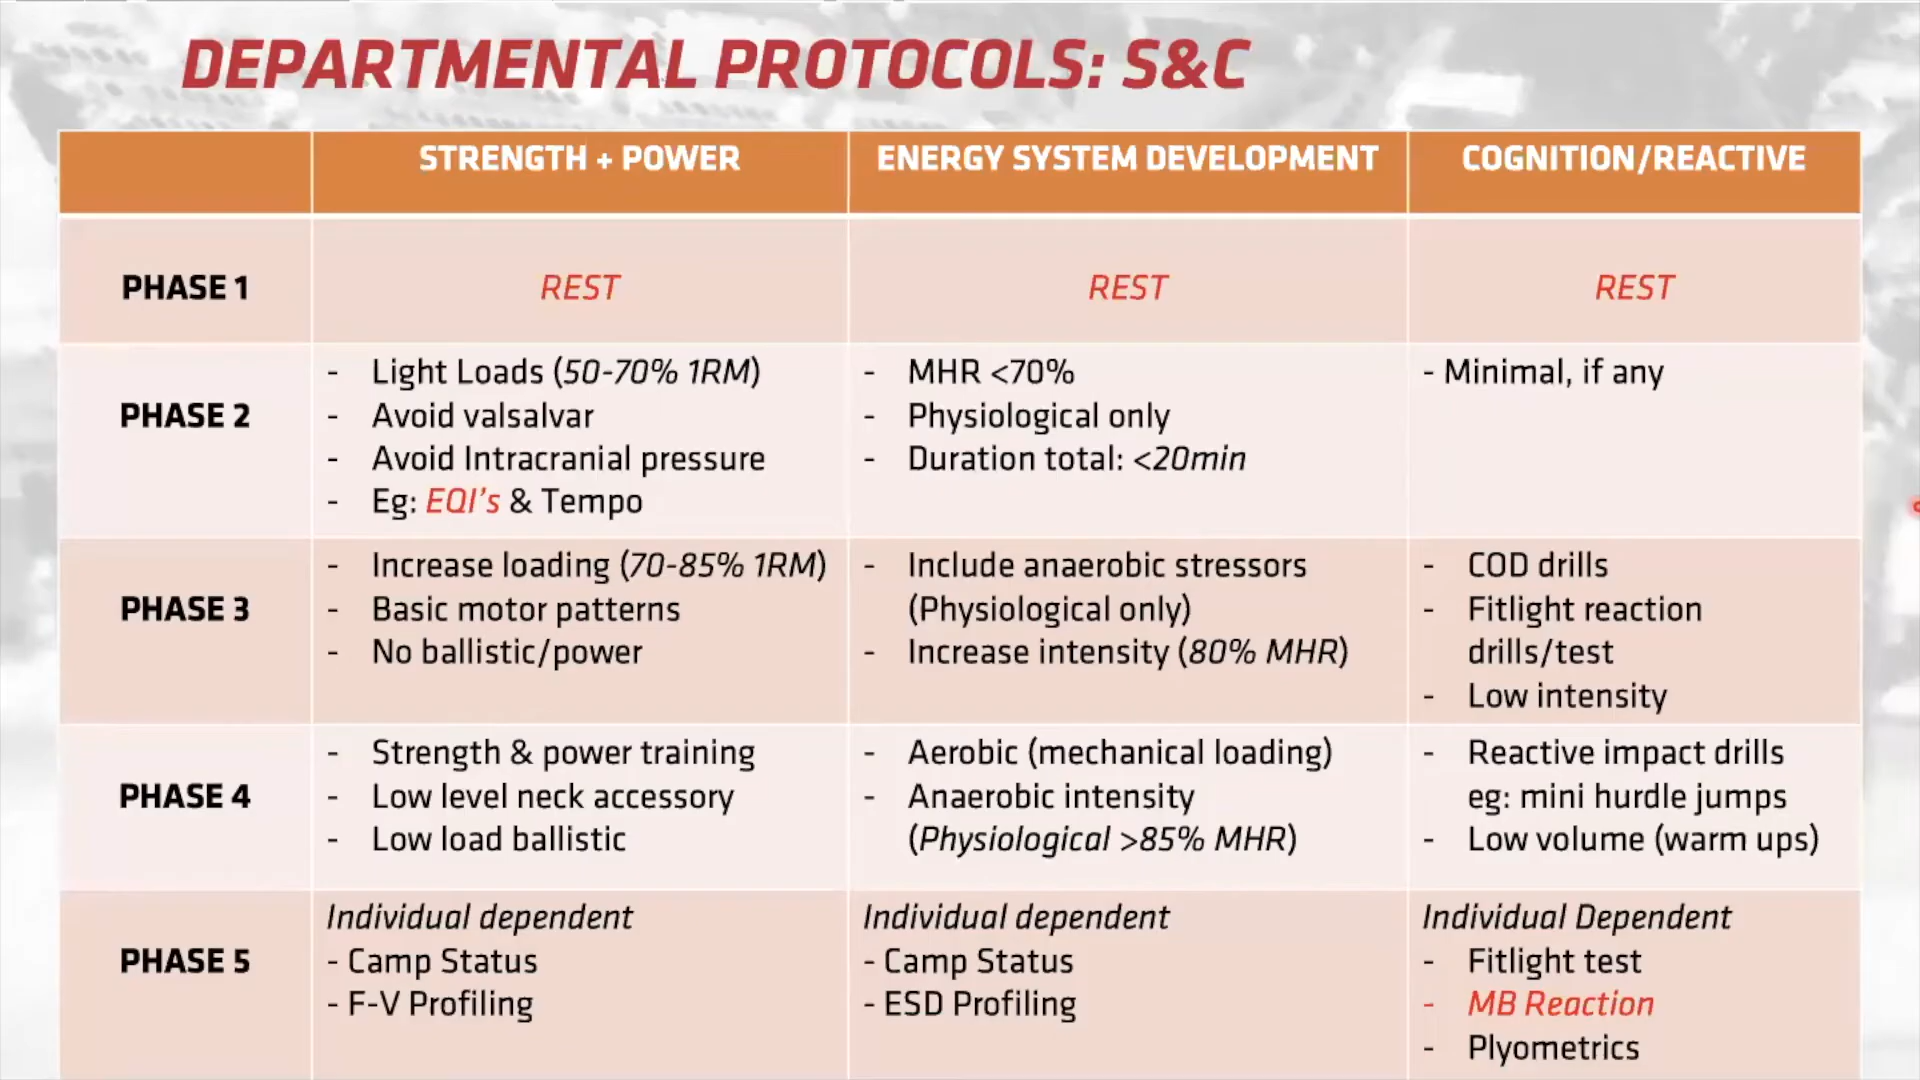 DEPARTMENTAL PROTOCOLS: S&C
STRENGTH + POWER
ENERGY SYSTEM DEVELOPMENT
COGNITION/REACTIVE
PHASE 1
REST
REST
REST
PHASE 2
- Light Loads (50-70% 1RM)
- Avoid valsalvar
- Avoid Intracranial pressure
- Eg: EQI's & Tempo
- MHR <70%
- Physiological only
- Duration total: <20min
- Minimal, if any
PHASE 3
- Increase loading (70-85% 1RM)
- Basic motor patterns
- No ballistic/power
- Include anaerobic stressors
(Physiological only)
- Increase intensity (80% MHR)
- COD drills
- Fitlight reaction
drills/test
- Low intensity
PHASE 4
- Strength & power training
- Low level neck accessory
- Low load ballistic
- Aerobic (mechanical loading)
- Anaerobic intensity
(Physiological >85% MHR)
- Reactive impact drills
eg: mini hurdle jumps
- Low volume (warm ups)
PHASE 5
Individual dependent
- Camp Status
- F-V Profiling
Individual dependent
- Camp Status
- ESD Profiling
Individual Dependent
- Fitlight test
- MB Reaction
- Plyometrics